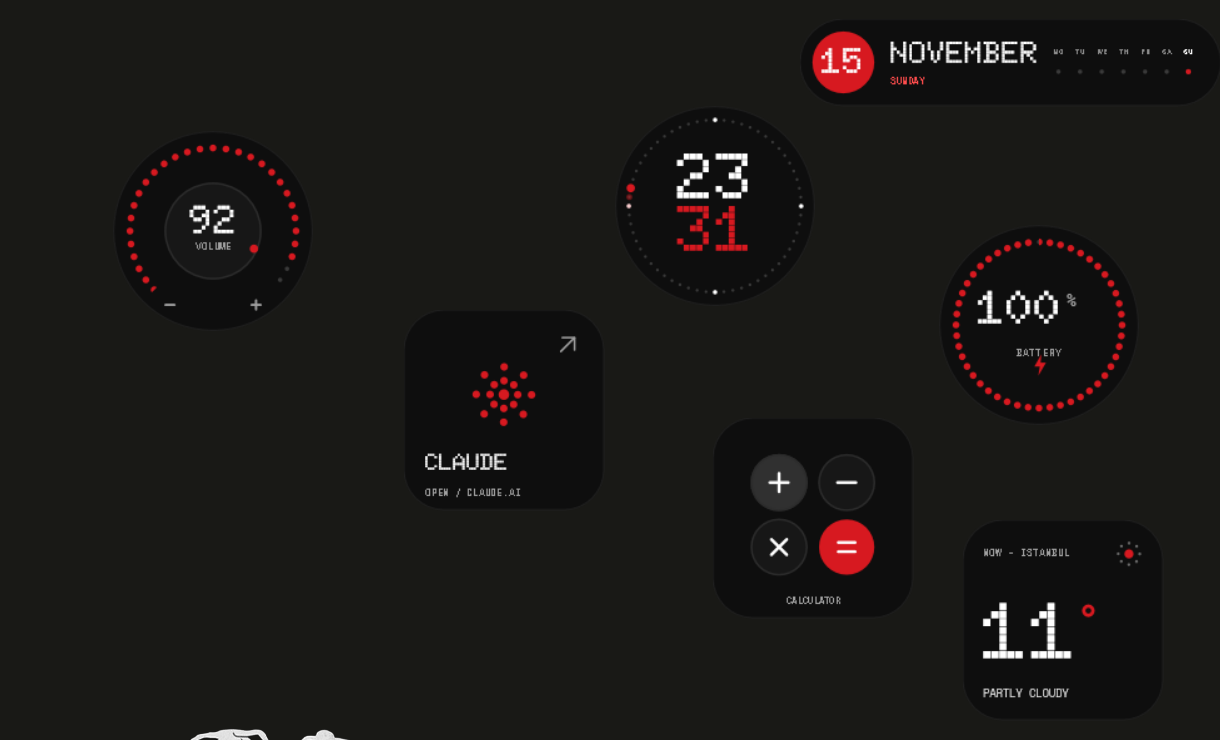 15
NOVEMBER
SUNDAY
MO TU WE TH FR SA SU
23
31
92
VOLUME
− +
100%
BATTERY
CLAUDE
OPEN / CLAUDE.AI
+ −
× =
CALCULATOR
NOW - ISTANBUL
11°
PARTLY CLOUDY